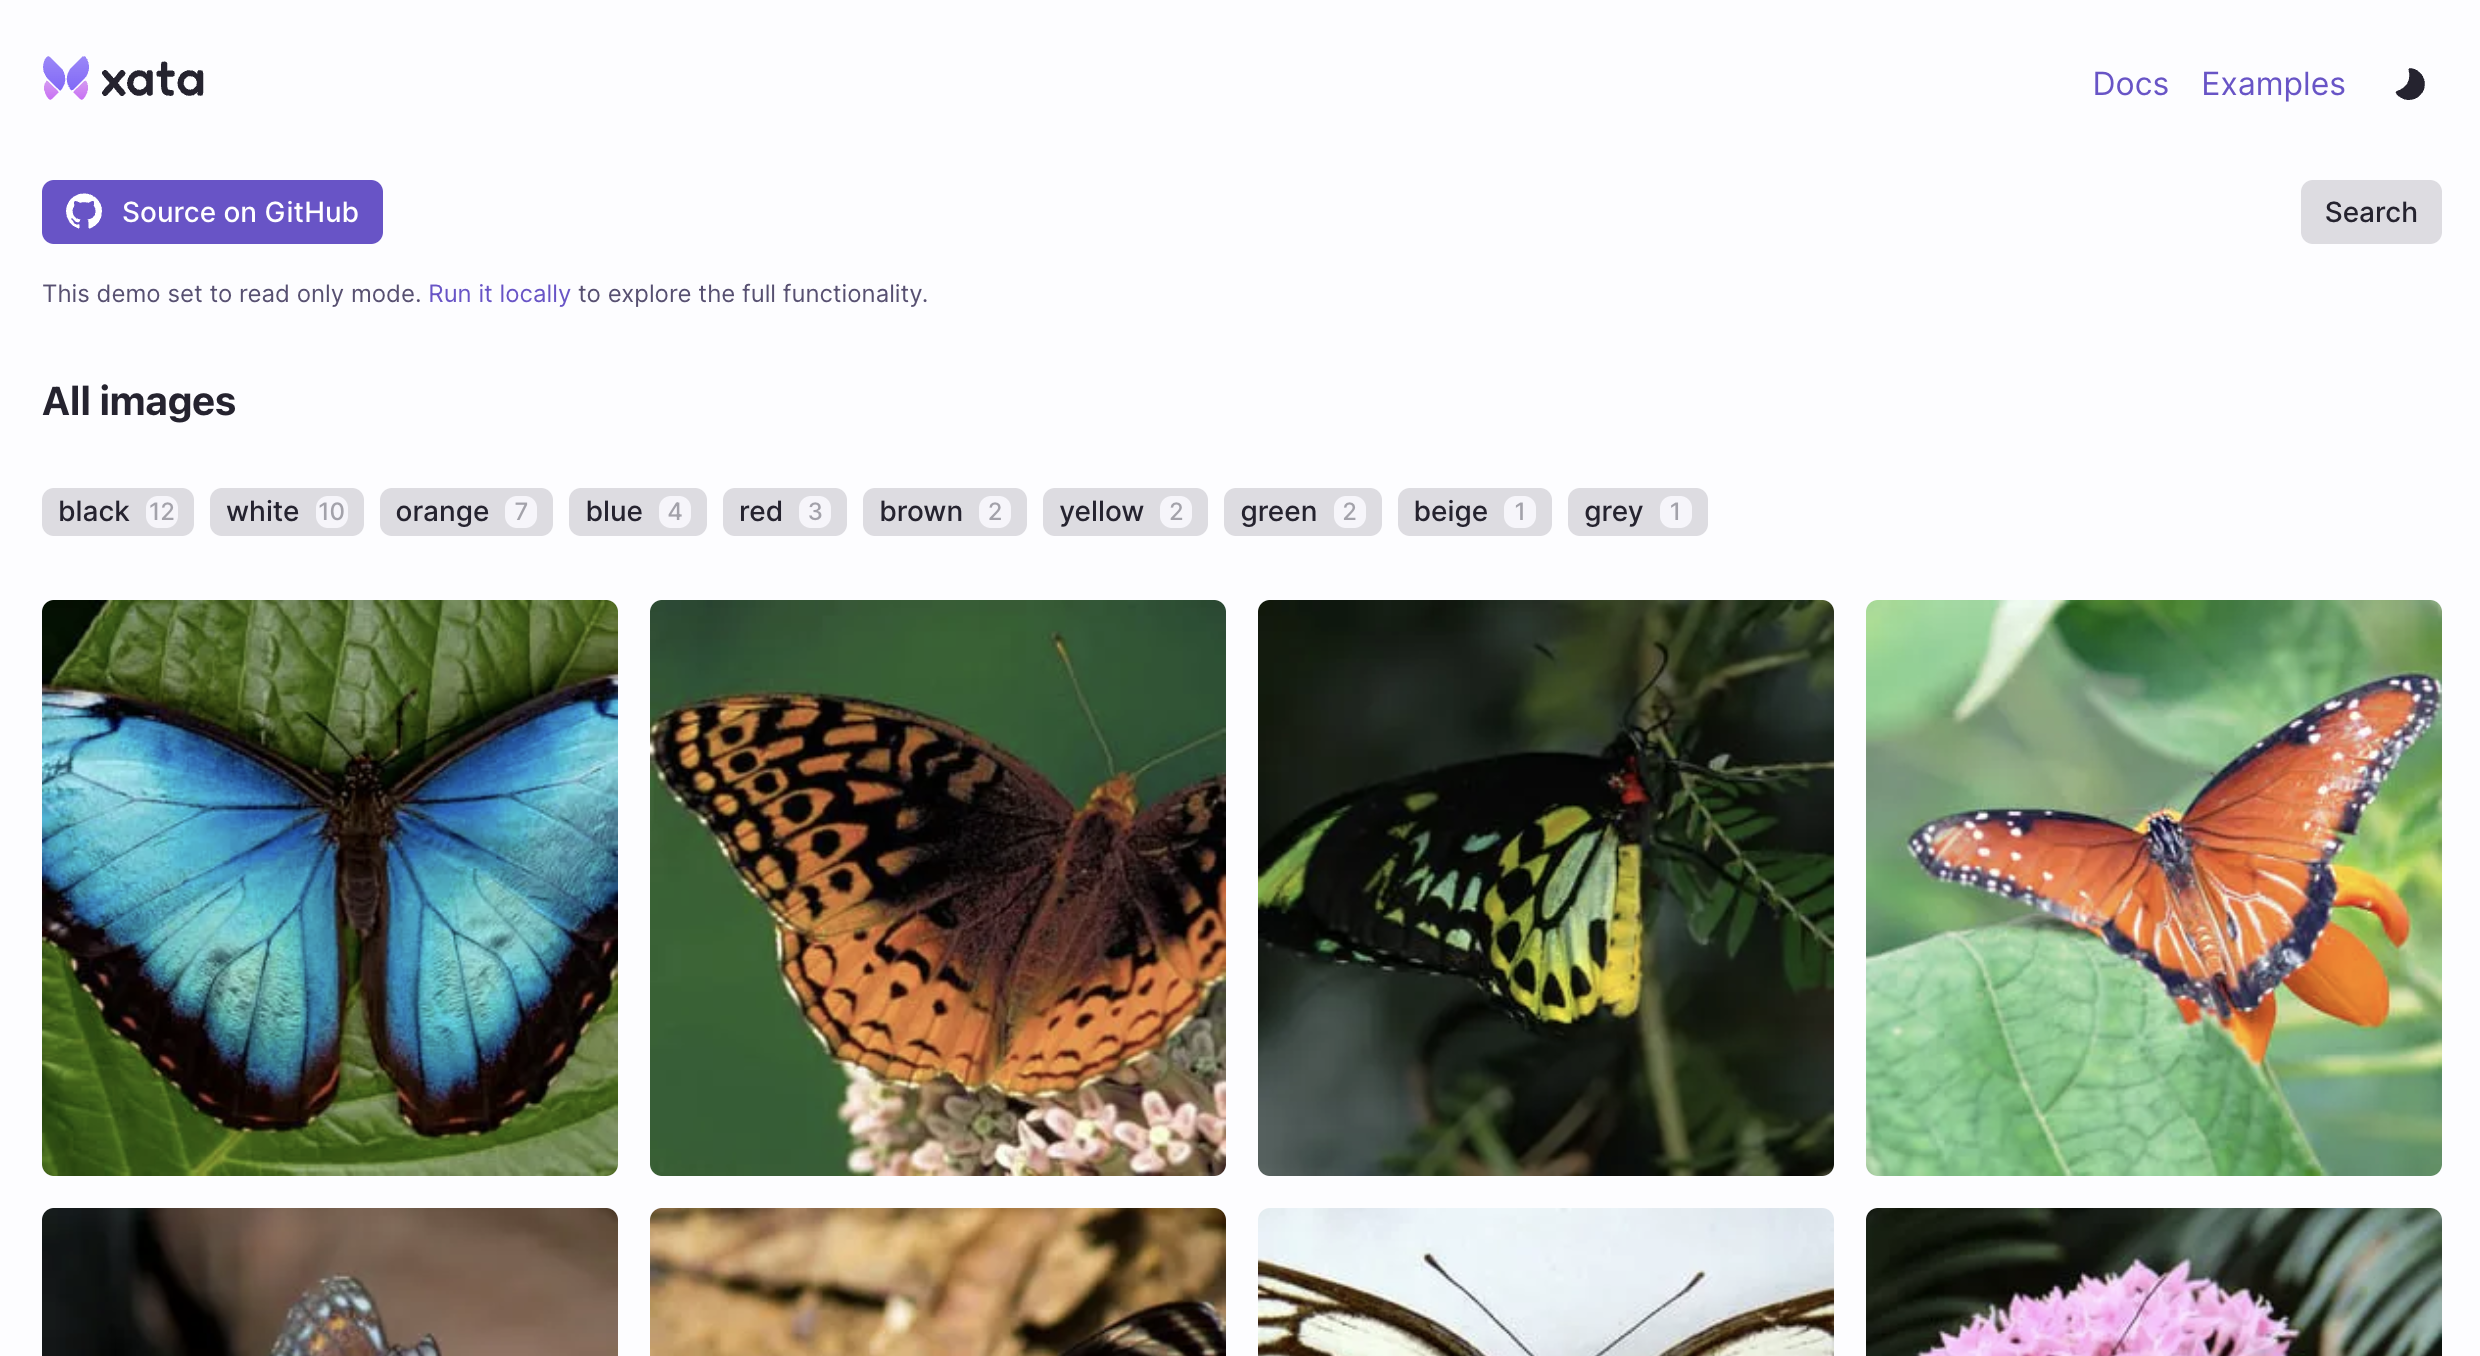 xata
Docs Examples
Source on GitHub
Search
This demo set to read only mode. Run it locally to explore the full functionality.
All images
black 12 white 10 orange 7 blue 4 red 3 brown 2 yellow 2 green 2 beige 1 grey 1